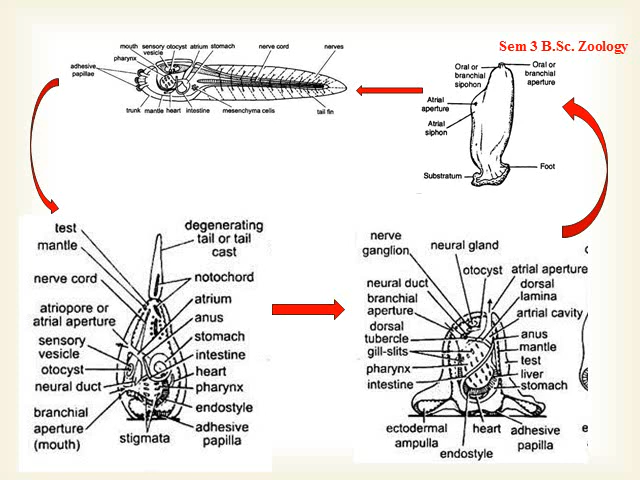 Sem 3 B.Sc. Zoology
mouth sensory otocyst atrium stomach nerve cord nerves
vesicle
pharynx
adhesive
papillae
trunk mantle heart intestine mesenchyma cells tail fin
Oral or
branchial
siphon
Oral or
branchial
aperture
Atrial
aperture
Atrial
siphon
Foot
Substratum
test
mantle
nerve cord
atriopore or
atrial aperture
sensory
vesicle
otocyst
neural duct
branchial
aperture
(mouth)
stigmata
degenerating
tail or tail
cast
notochord
atrium
anus
stomach
intestine
heart
pharynx
endostyle
adhesive
papilla
nerve
ganglion
neural gland
otocyst
neural duct
branchial
aperture
dorsal
tubercle
gill-slits
pharynx
intestine
ectodermal
ampulla
endostyle
heart
atrial aperture
dorsal
lamina
artrial cavity
anus
mantle
test
liver
stomach
adhesive
papilla